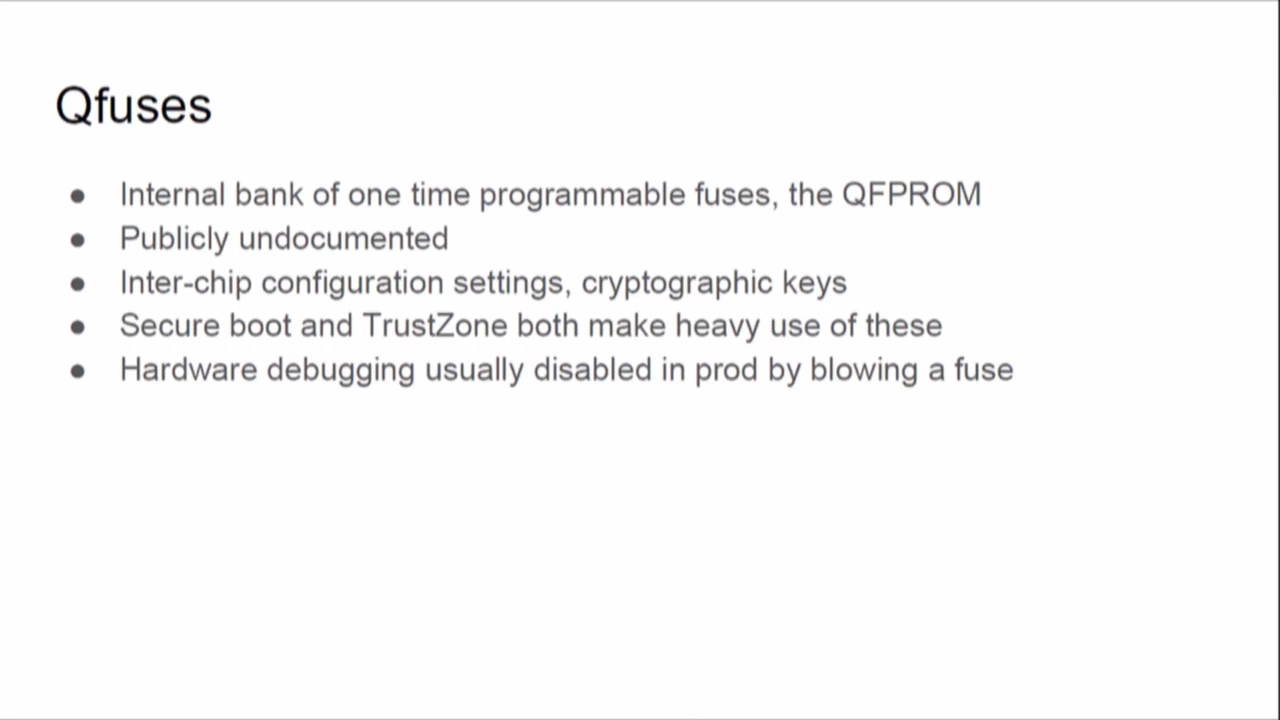 Qfuses
● Internal bank of one time programmable fuses, the QFPROM
● Publicly undocumented
● Inter-chip configuration settings, cryptographic keys
● Secure boot and TrustZone both make heavy use of these
● Hardware debugging usually disabled in prod by blowing a fuse